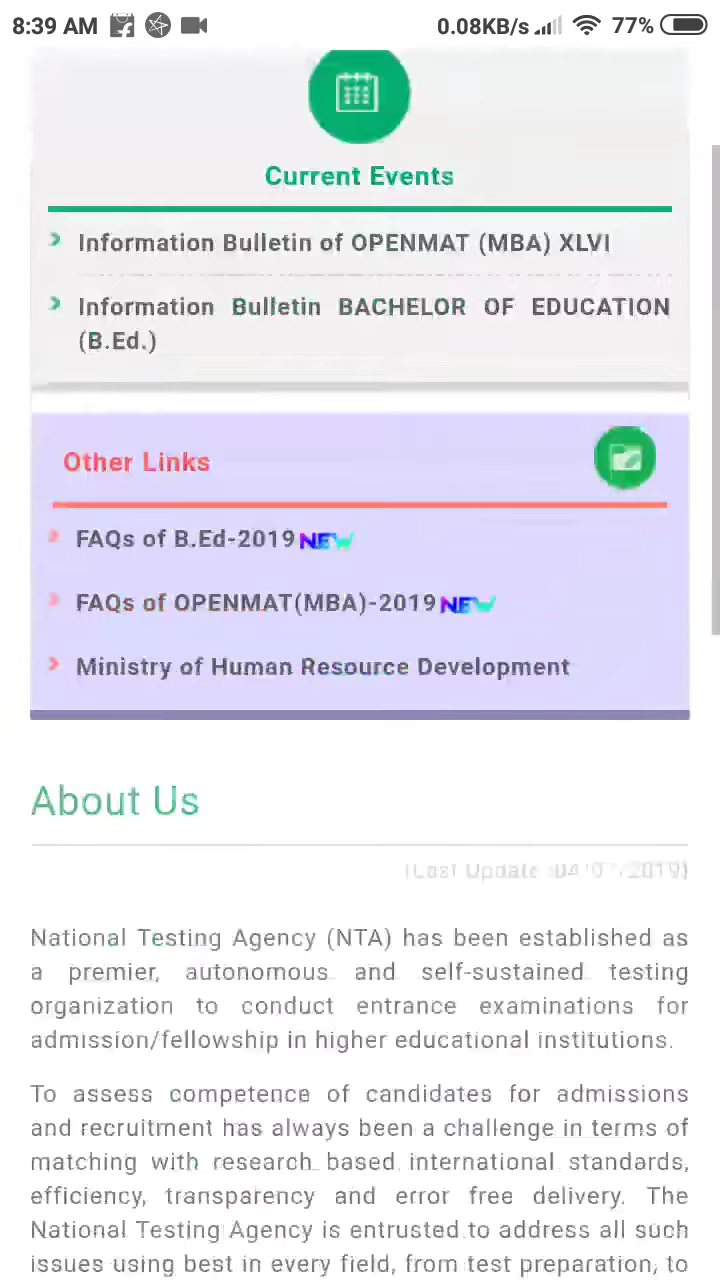 8:39 AM 0.08KB/s 77%
Current Events
Information Bulletin of OPENMAT (MBA) XLVI
Information Bulletin BACHELOR OF EDUCATION
(B.Ed.)
Other Links
FAQs of B.Ed-2019 NEW
FAQs of OPENMAT(MBA)-2019 NEW
Ministry of Human Resource Development
About Us
(Last Update
National Testing Agency (NTA) has been established as
a premier, autonomous and self-sustained testing
organization to conduct entrance examinations for
admission/fellowship in higher educational institutions.
To assess competence of candidates for admissions
and recruitment has always been a challenge in terms of
matching with research based international standards,
efficiency, transparency and error free delivery. The
National Testing Agency is entrusted to address all such
issues using best in every field, from test preparation, to